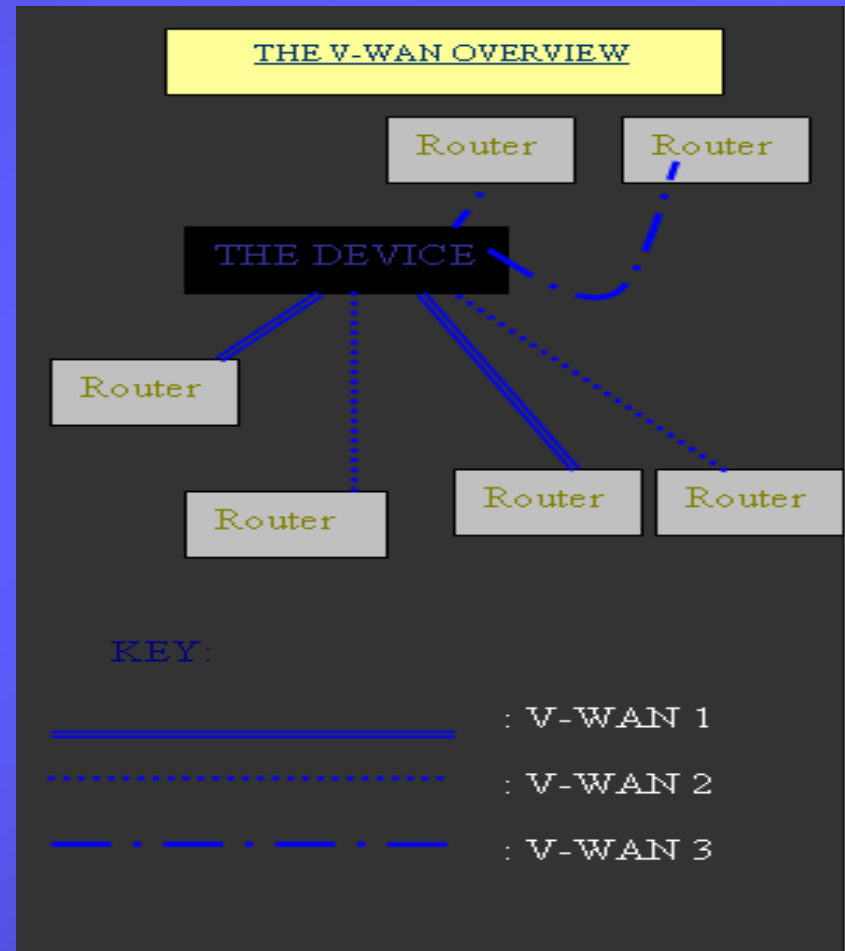 THE V-WAN OVERVIEW
Router
Router
THE DEVICE
Router
Router
Router
Router
KEY:
: V-WAN 1
: V-WAN 2
: V-WAN 3